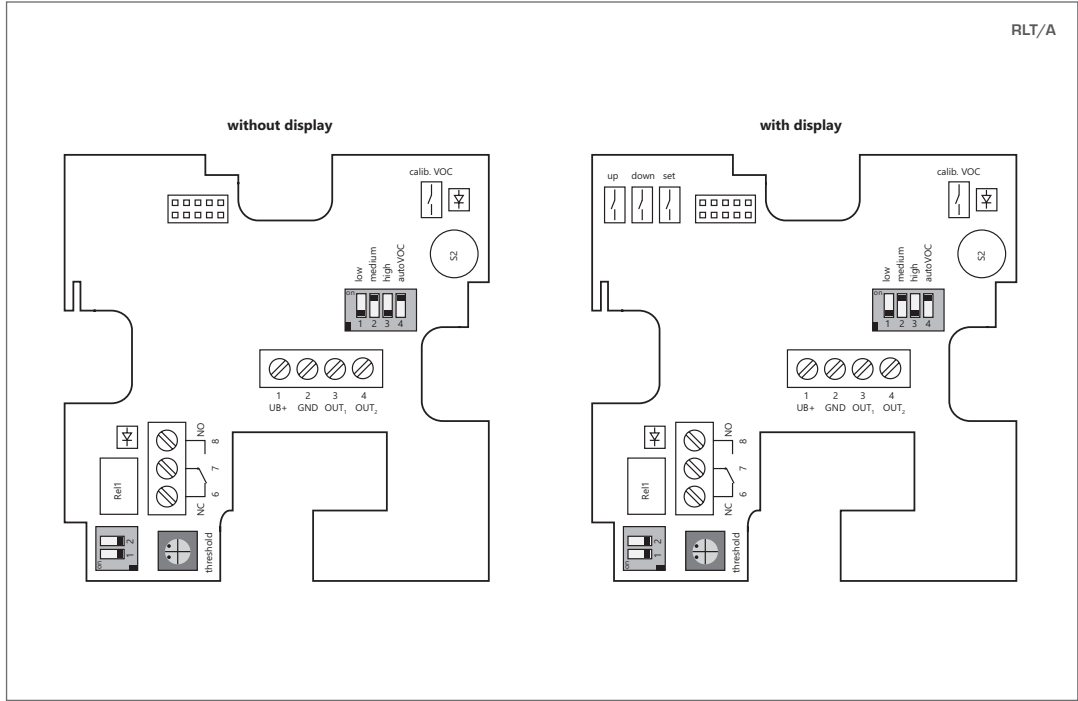 RLT/A
without display
calib. VOC
S2
low
medium
high
autoVOC
on
1 2 3 4
1 2 3 4
UB+ GND OUT1 OUT2
NO
8
7
6
NC
Rel1
on
1 2
threshold
with display
up down set
calib. VOC
S2
low
medium
high
autoVOC
on
1 2 3 4
1 2 3 4
UB+ GND OUT1 OUT2
NO
8
7
6
NC
Rel1
on
1 2
threshold